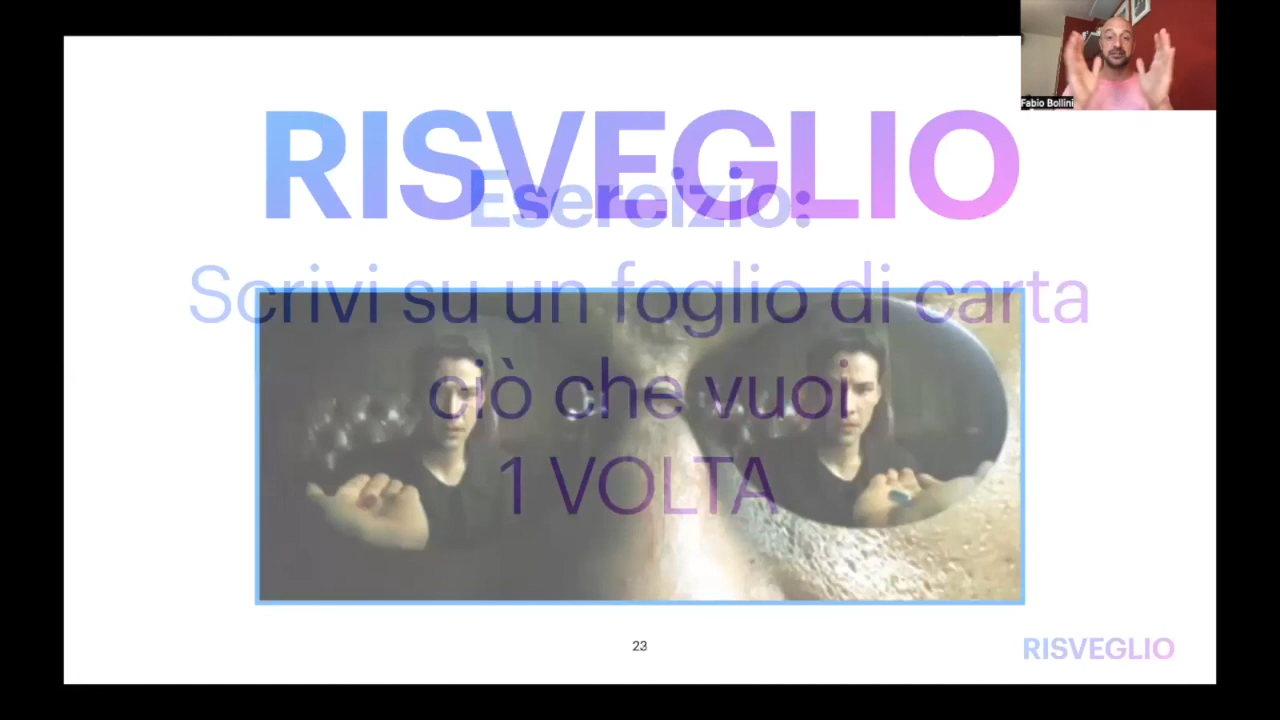 Fabio Bollini
RISVEGLIO
Esercizio:
Scrivi su un foglio di carta
ciò che vuoi
1 VOLTA
23
RISVEGLIO